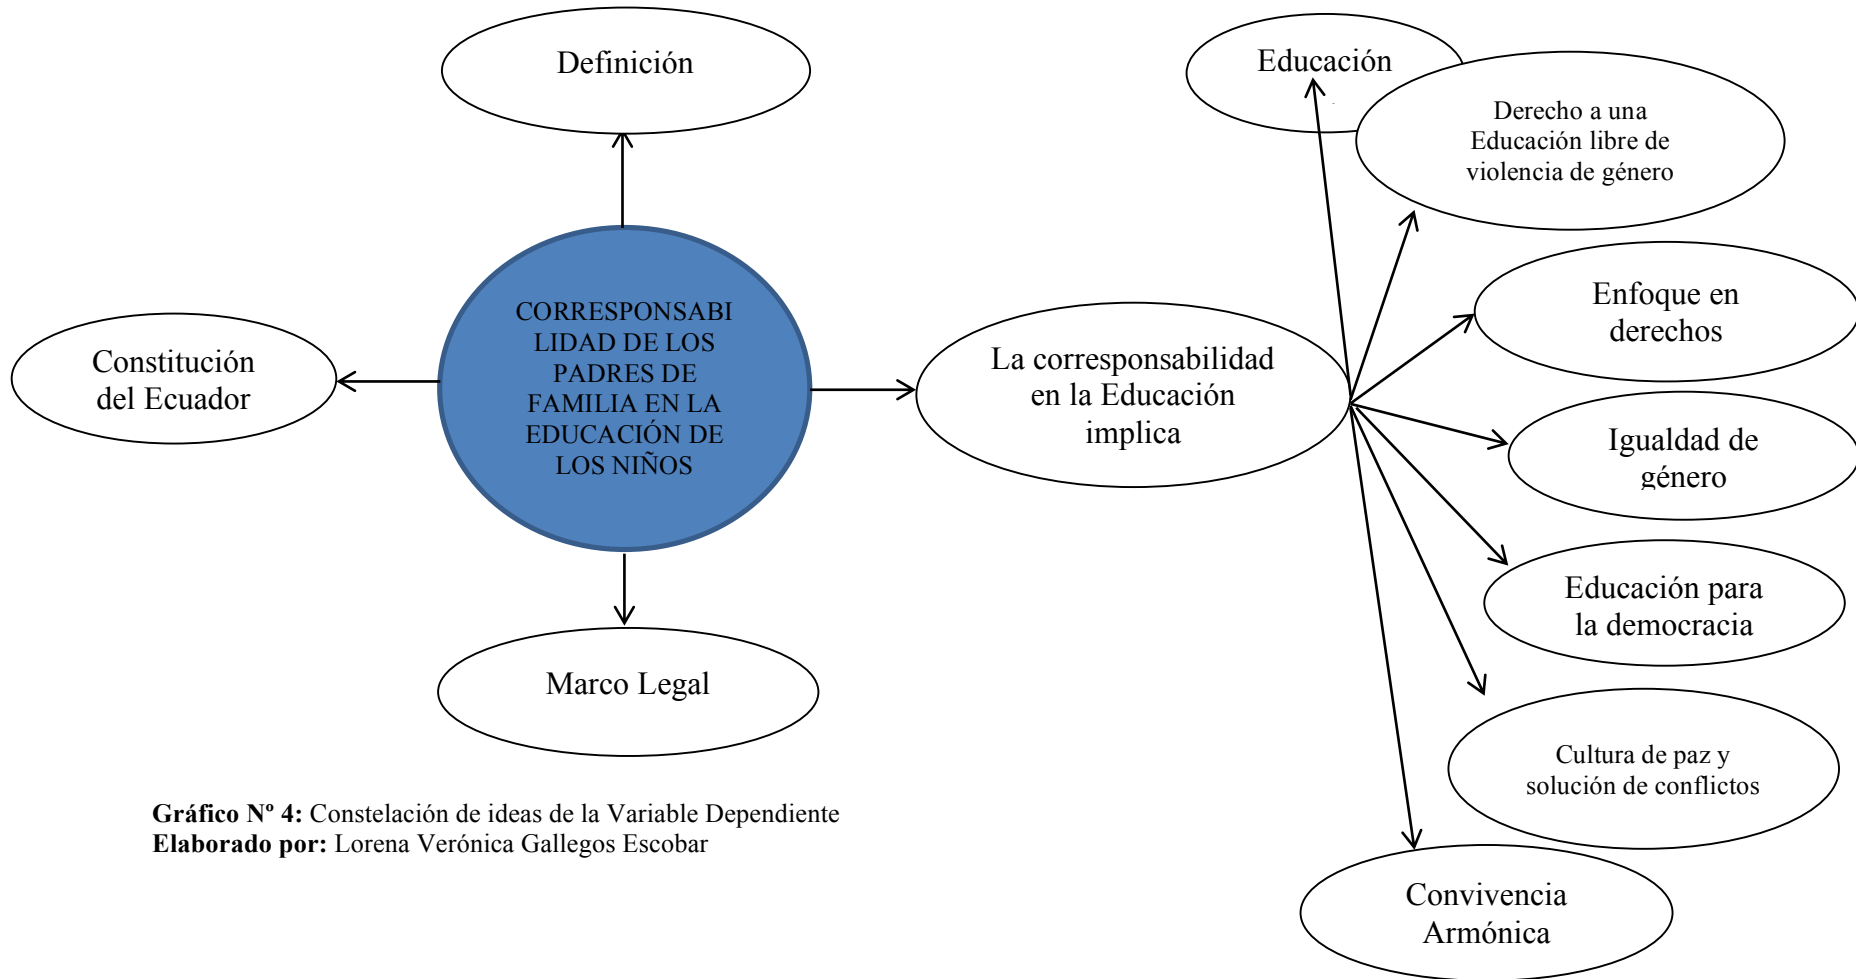 Definición
Educación
Derecho a una
Educación libre de
violencia de género
CORRESPONSABI
LIDAD DE LOS
PADRES DE
FAMILIA EN LA
EDUCACIÓN DE
LOS NIÑOS
Constitución
del Ecuador
La corresponsabilidad
en la Educación
implica
Enfoque en
derechos
Igualdad de
género
Educación para
la democracia
Marco Legal
Cultura de paz y
solución de conflictos
Convivencia
Armónica
Gráfico Nº 4: Constelación de ideas de la Variable Dependiente
Elaborado por: Lorena Verónica Gallegos Escobar